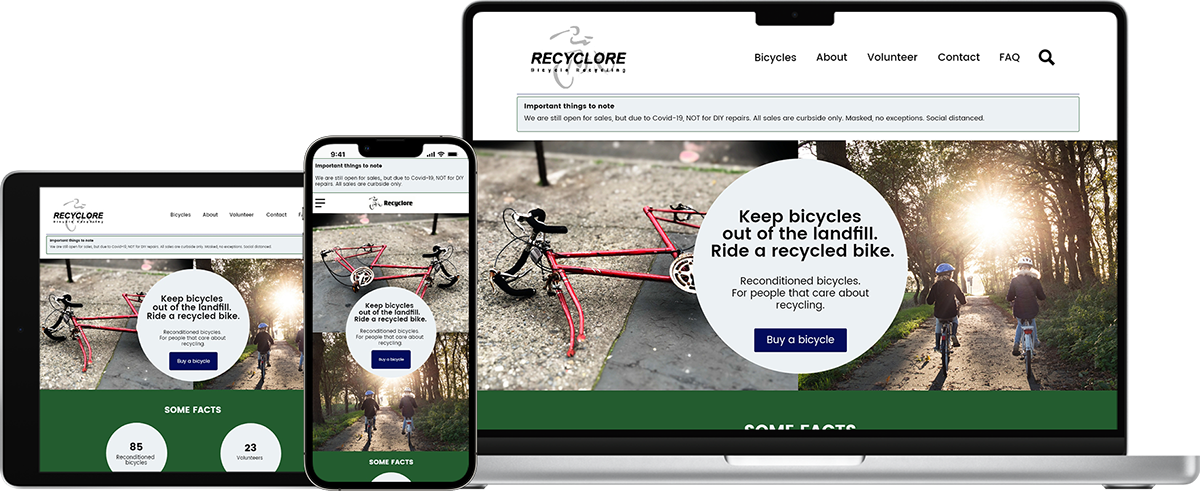 RECYCLORE
Bicycle Recycling
Bicycles About Volunteer Contact FAQ
Important things to note
We are still open for sales, but due to Covid-19, NOT for DIY repairs. All sales are curbside only. Masked, no exceptions. Social distanced.
Keep bicycles
out of the landfill.
Ride a recycled bike.
Reconditioned bicycles.
For people that care about
recycling.
Buy a bicycle
SOME FACTS
9:41
Important things to note
We are still open for sales, but due to Covid-19, NOT for DIY
repairs. All sales are curbside only.
Recyclore
Keep bicycles
out of the landfill.
Ride a recycled bike.
Reconditioned bicycles.
For people that care about
recycling.
Buy a bicycle
SOME FACTS
RECYCLORE
Bicycle Recycling
Bicycles About Volunteer Contact
Important things to note
We are still open for sales, but due to Covid-19, NOT for DIY repairs. All sales are curbside only. Masked, no exceptions. Social distanced.
Keep bicycles
out of the landfill.
Ride a recycled bike.
Reconditioned bicycles.
For people that care about
recycling
Buy a bicycle
SOME FACTS
85
Reconditioned
bicycles
23
Volunteers